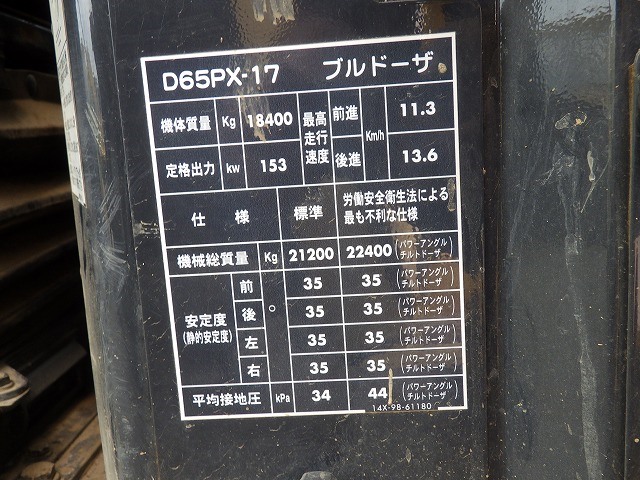 D65PX-17 ブルドーザ
機体質量 Kg 18400 最高走行速度 前進 Km/h 11.3
定格出力 kw 153 後進 13.6
仕様 標準 労働安全衛生法による
最も不利な仕様
機械総質量 Kg 21200 22400 (パワーアングル
チルトドーザ)
安定度
(静的安定度)
前 ° 35 35 (パワーアングル
チルトドーザ)
後 35 35 (パワーアングル
チルトドーザ)
左 35 35 (パワーアングル
チルトドーザ)
右 35 35 (パワーアングル
チルトドーザ)
平均接地圧 kPa 34 44 (パワーアングル
チルトドーザ)
14X-98-61180